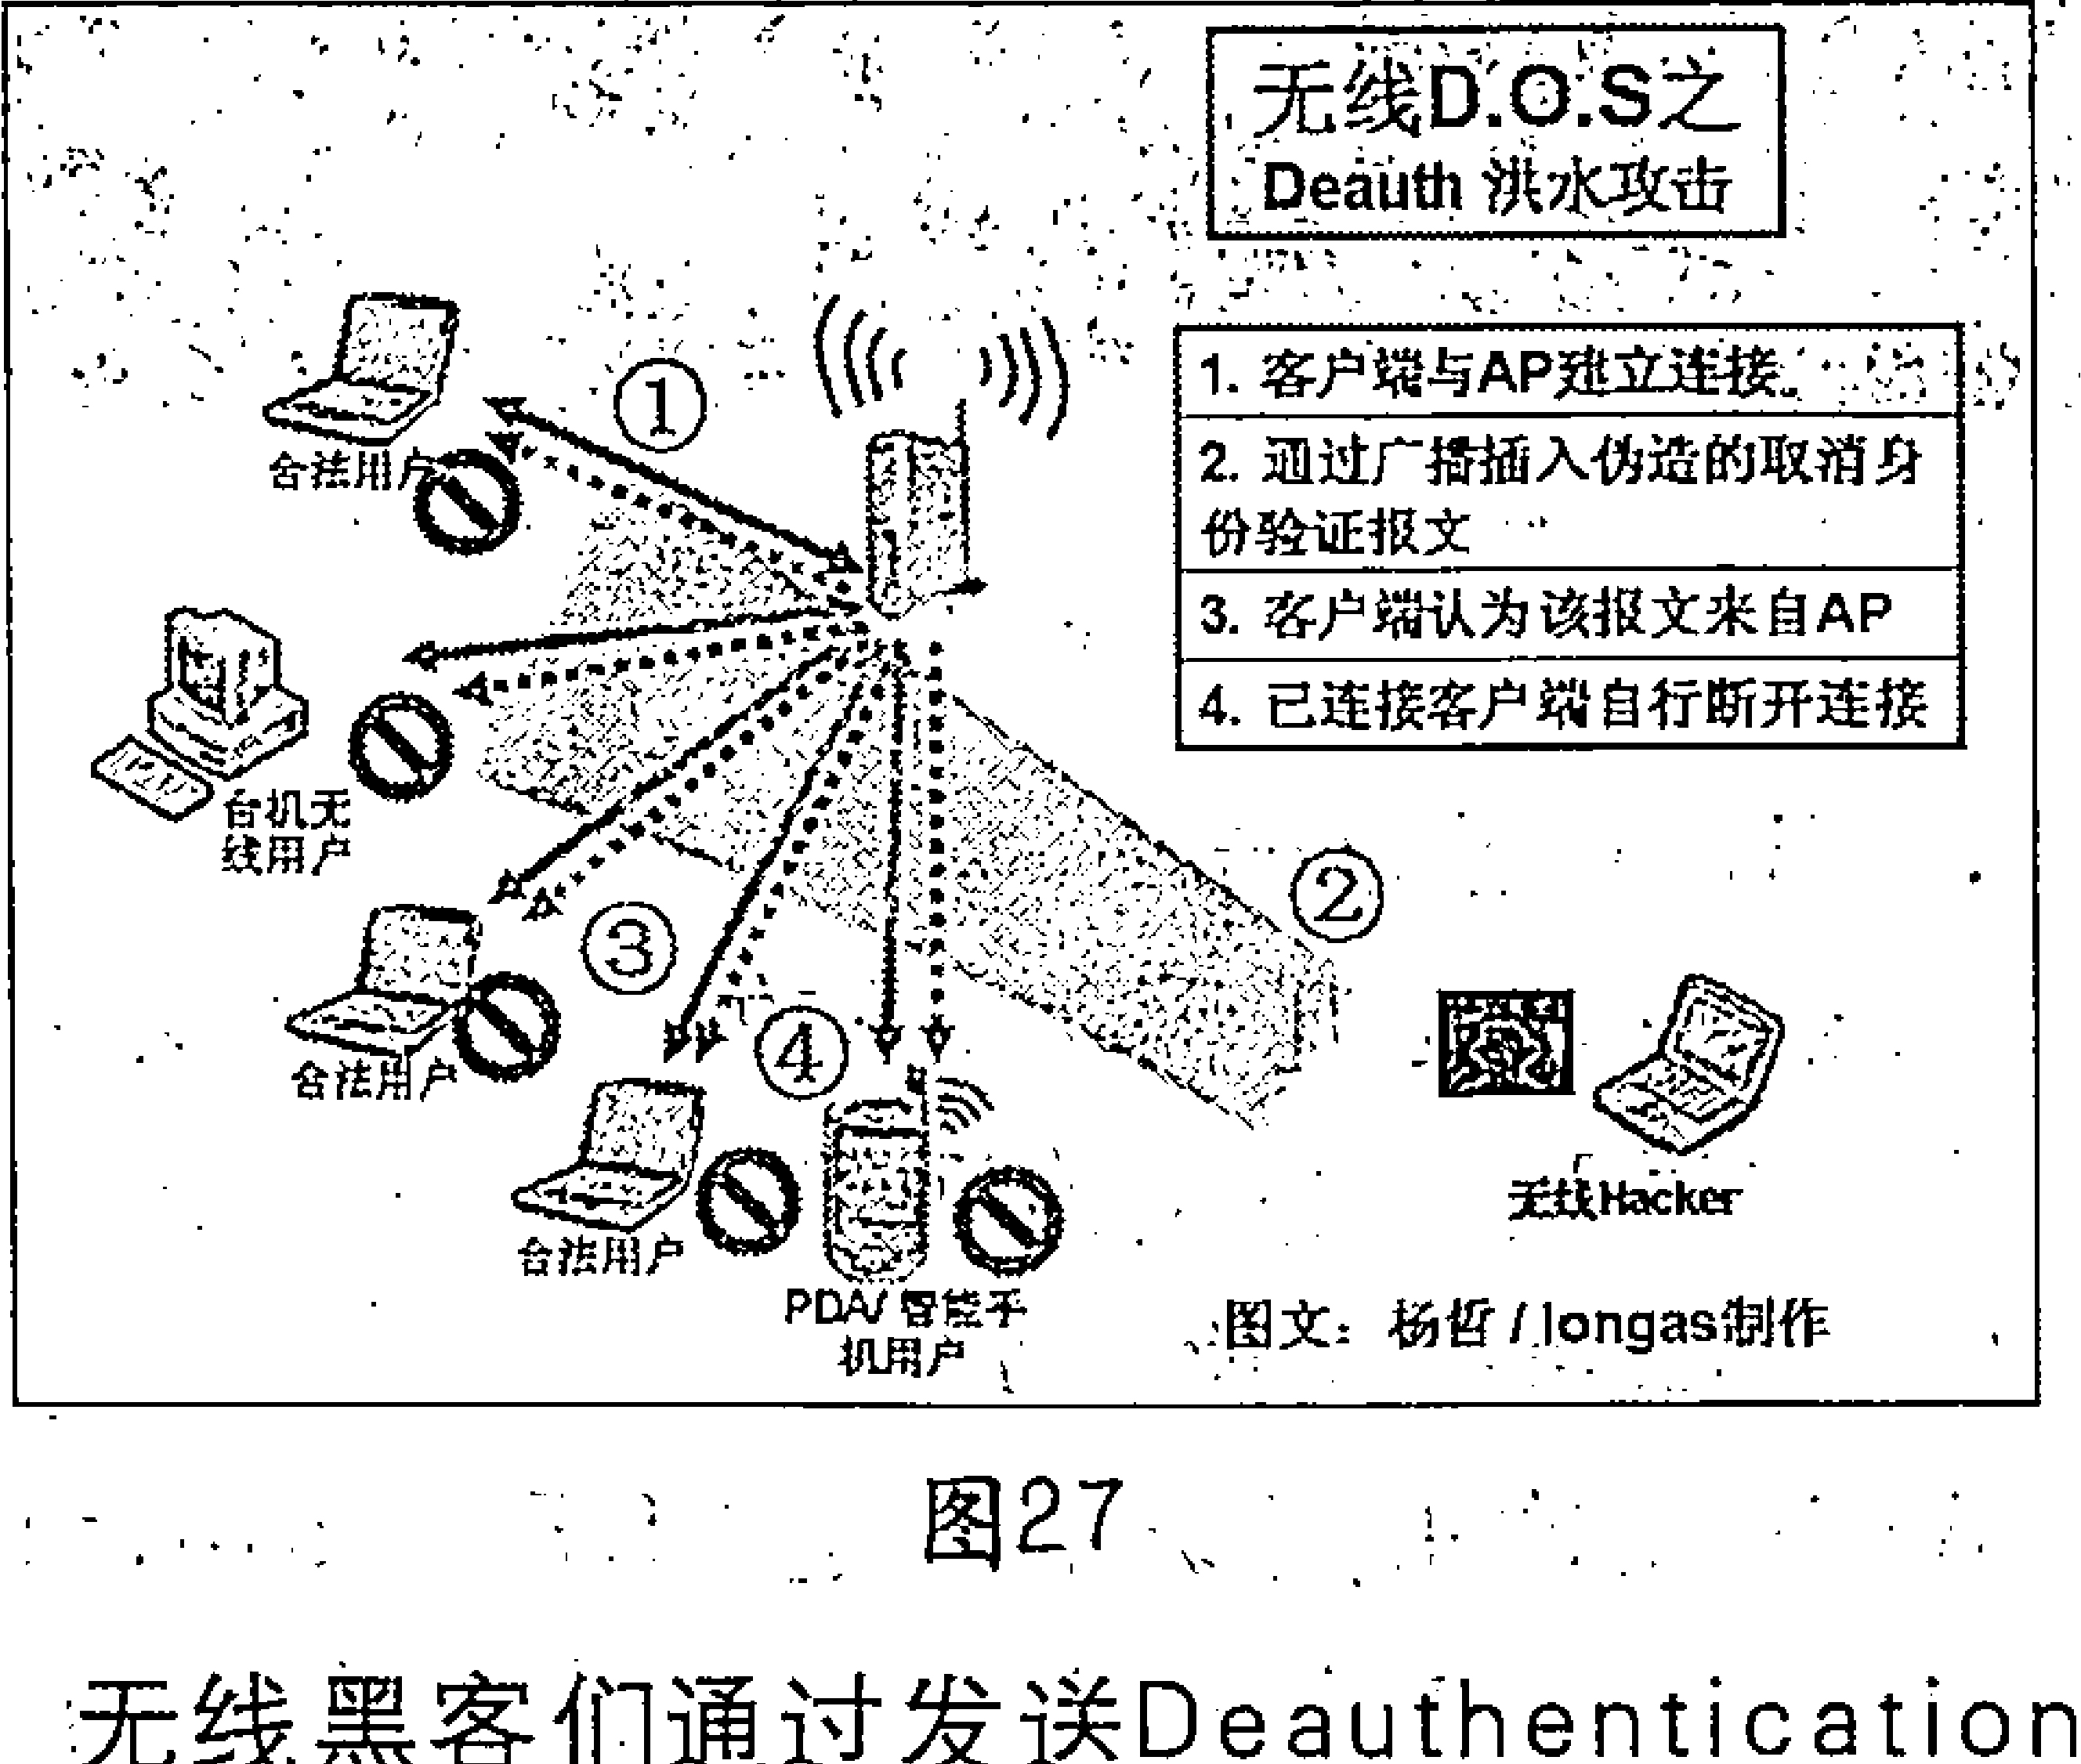 无线D.O.S之
Deauth 洪水攻击
1. 客户端与AP建立连接。
2. 通过广播插入伪造的取消身
份验证报文
3. 客户端认为该报文来自AP
4. 已连接客户端自行断开连接
①
合法用户
台机无
线用户
②
③
合法用户
④
合法用户
PDA/ 智能手
机用户
无线Hacker
图文：杨哲 / longas制作
图27
无线黑客们通过发送Deauthentication